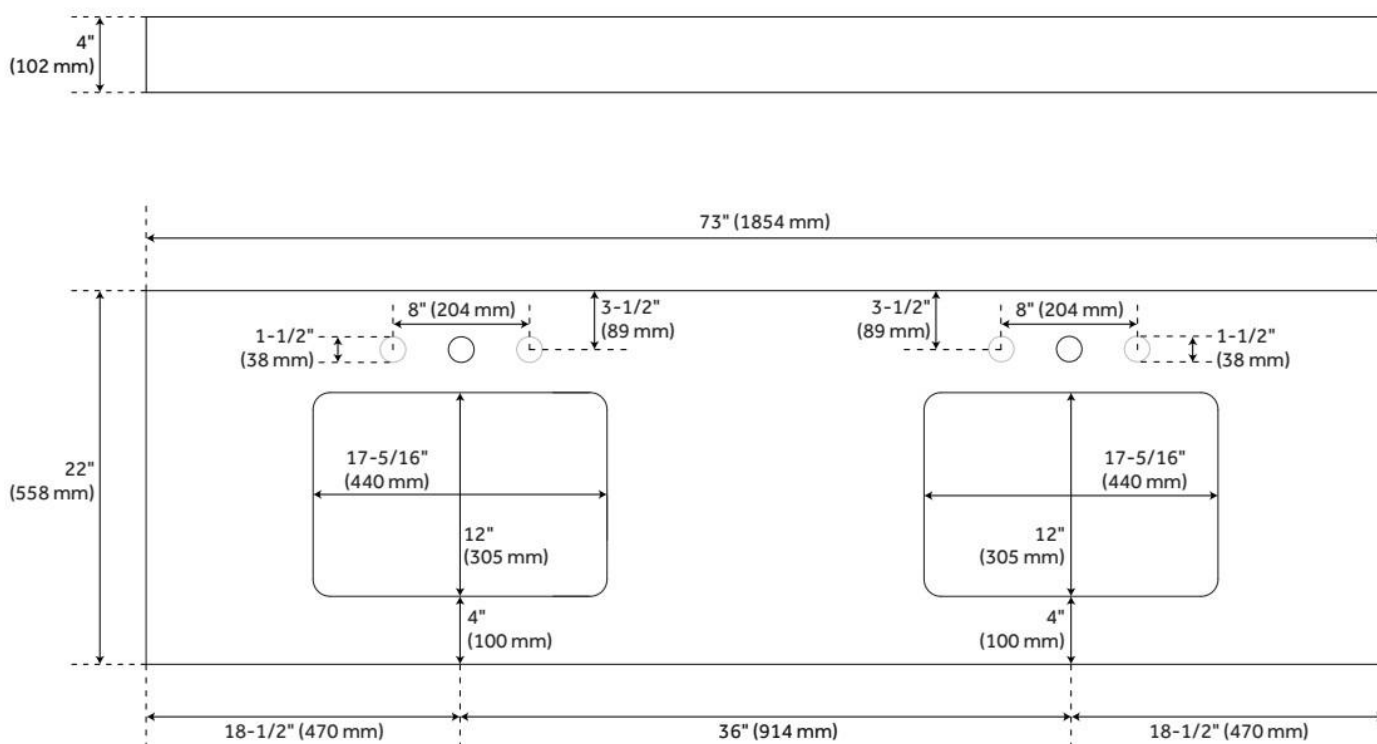 4"
(102 mm)
73" (1854 mm)
8" (204 mm)
3-1/2"
(89 mm)
3-1/2"
(89 mm)
8" (204 mm)
1-1/2"
(38 mm)
1-1/2"
(38 mm)
22"
(558 mm)
17-5/16"
(440 mm)
17-5/16"
(440 mm)
12"
(305 mm)
12"
(305 mm)
4"
(100 mm)
4"
(100 mm)
18-1/2" (470 mm)
36" (914 mm)
18-1/2" (470 mm)